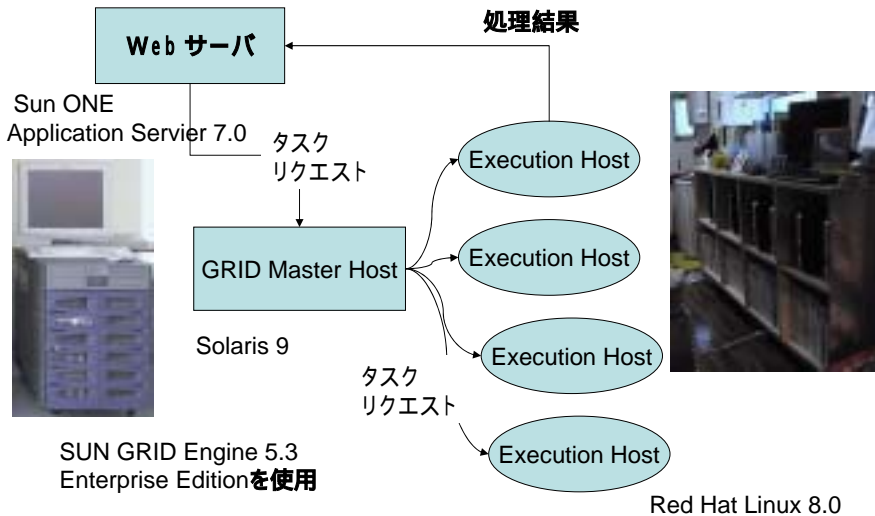 処理結果
Web サーバ
Sun ONE
Application Servier 7.0
タスク
リクエスト
Execution Host
GRID Master Host
Execution Host
Solaris 9
Execution Host
タスク
リクエスト
Execution Host
SUN GRID Engine 5.3
Enterprise Editionを使用
Red Hat Linux 8.0